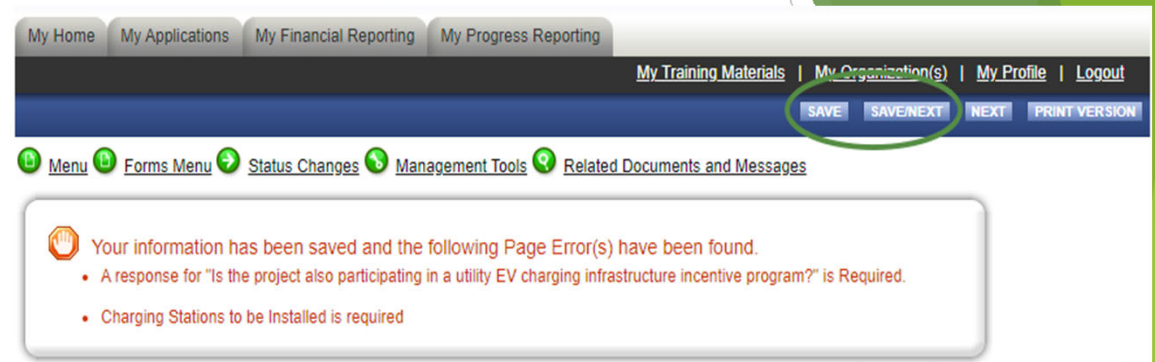 My Home My Applications My Financial Reporting My Progress Reporting
My Training Materials | My Organization(s) | My Profile | Logout
SAVE SAVE/NEXT NEXT PRINT VERSION
Menu Forms Menu Status Changes Management Tools Related Documents and Messages
Your information has been saved and the following Page Error(s) have been found.
• A response for "Is the project also participating in a utility EV charging infrastructure incentive program?" is Required.
• Charging Stations to be Installed is required